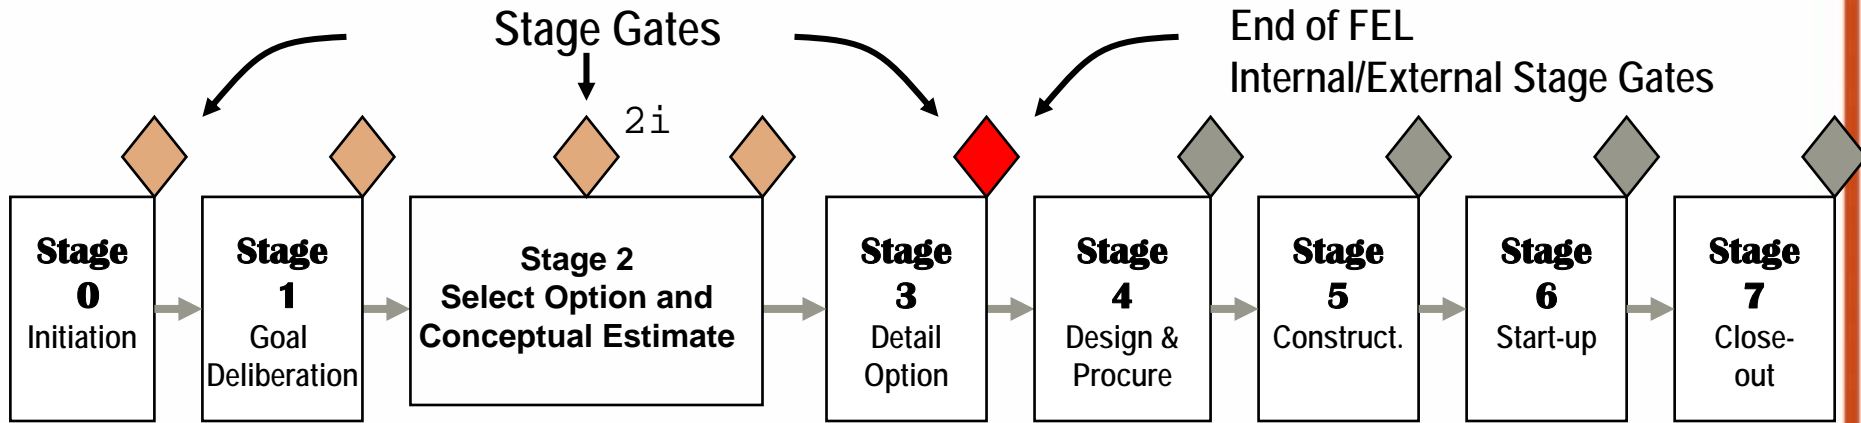 Stage Gates
End of FEL
Internal/External Stage Gates
2i
Stage
0
Initiation
Stage
1
Goal
Deliberation
Stage 2
Select Option and
Conceptual Estimate
Stage
3
Detail
Option
Stage
4
Design &
Procure
Stage
5
Construct.
Stage
6
Start-up
Stage
7
Close-
out